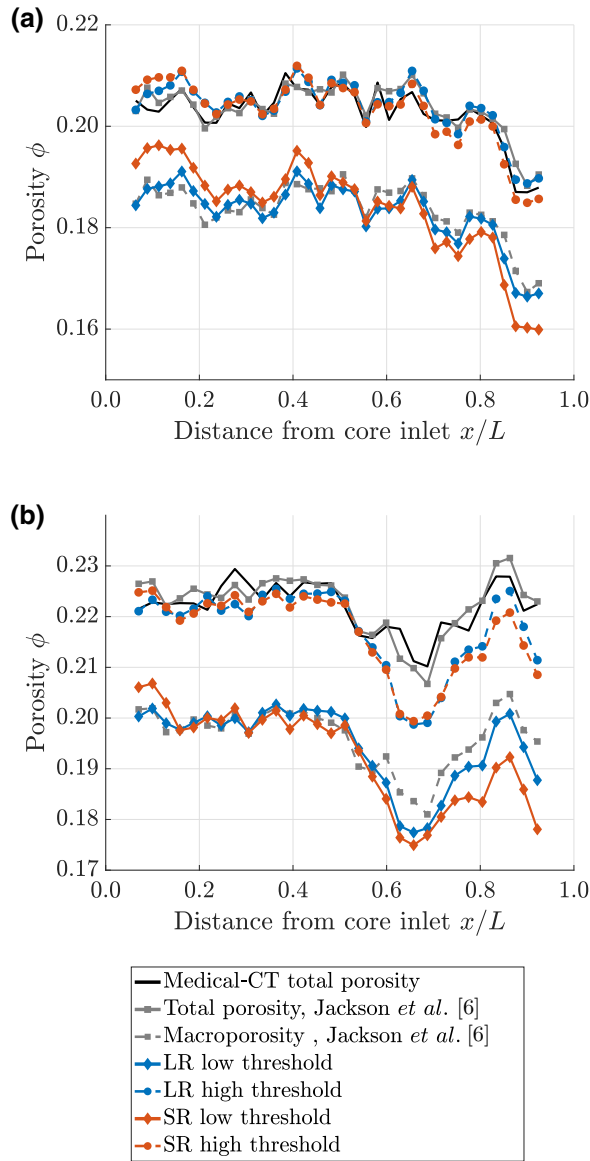 (a)
0.22
0.20
0.18
0.16
Porosity ϕ
0.0 0.2 0.4 0.6 0.8 1.0
Distance from core inlet x/L
(b)
0.23
0.22
0.21
0.20
0.19
0.18
0.17
Porosity ϕ
0.0 0.2 0.4 0.6 0.8 1.0
Distance from core inlet x/L
Medical-CT total porosity
Total porosity, Jackson et al. [6]
Macroporosity , Jackson et al. [6]
LR low threshold
LR high threshold
SR low threshold
SR high threshold